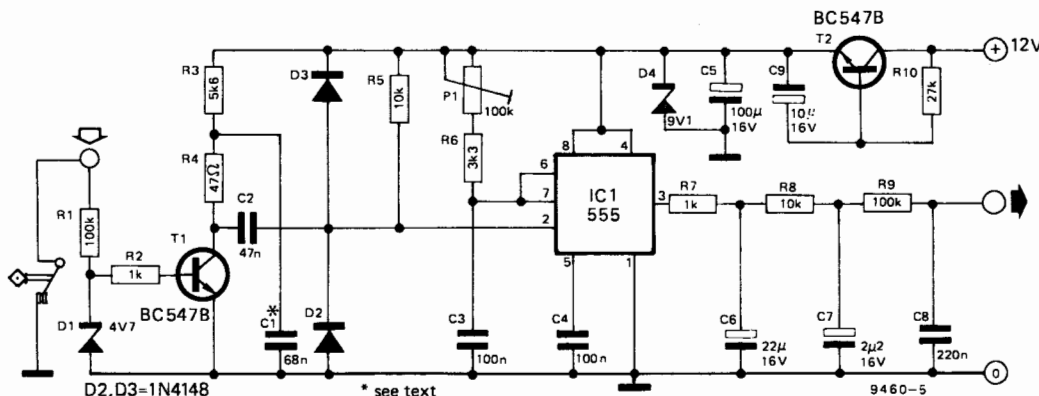 BC547B
T2
12V
R3
5k6
D3
R5
10k
P1
100k
D4
9V1
C5
100µ
16V
C9
10µ
16V
R10
27k
R4
47Ω
R6
3k3
8
4
6
7
2
IC1
555
3
5
1
R7
1k
R8
10k
R9
100k
R1
100k
R2
1k
T1
C2
47n
BC547B
D1
4V7
*
C1
68n
D2
C3
100n
C4
100n
C6
22µ
16V
C7
2µ2
16V
C8
220n
0
D2,D3=1N4148
* see text
9460-5